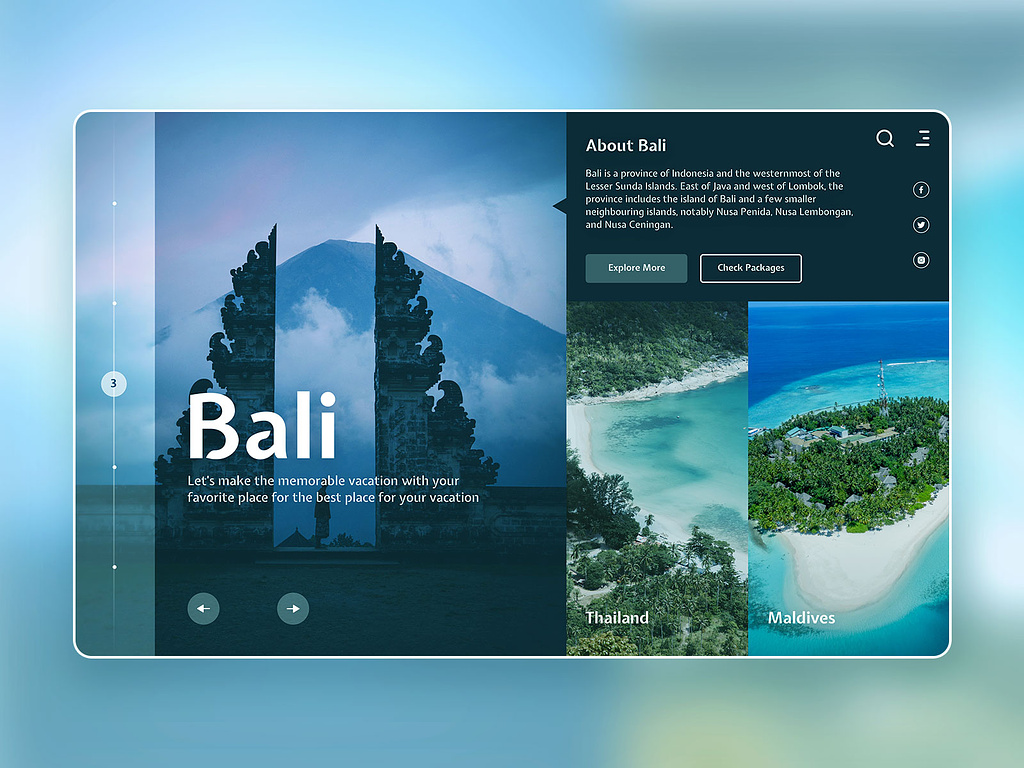 3
Bali
Let's make the memorable vacation with your
favorite place for the best place for your vacation
About Bali
Bali is a province of Indonesia and the westernmost of the
Lesser Sunda Islands. East of Java and west of Lombok, the
province includes the island of Bali and a few smaller
neighbouring islands, notably Nusa Penida, Nusa Lembongan,
and Nusa Ceningan.
Explore More
Check Packages
Thailand
Maldives